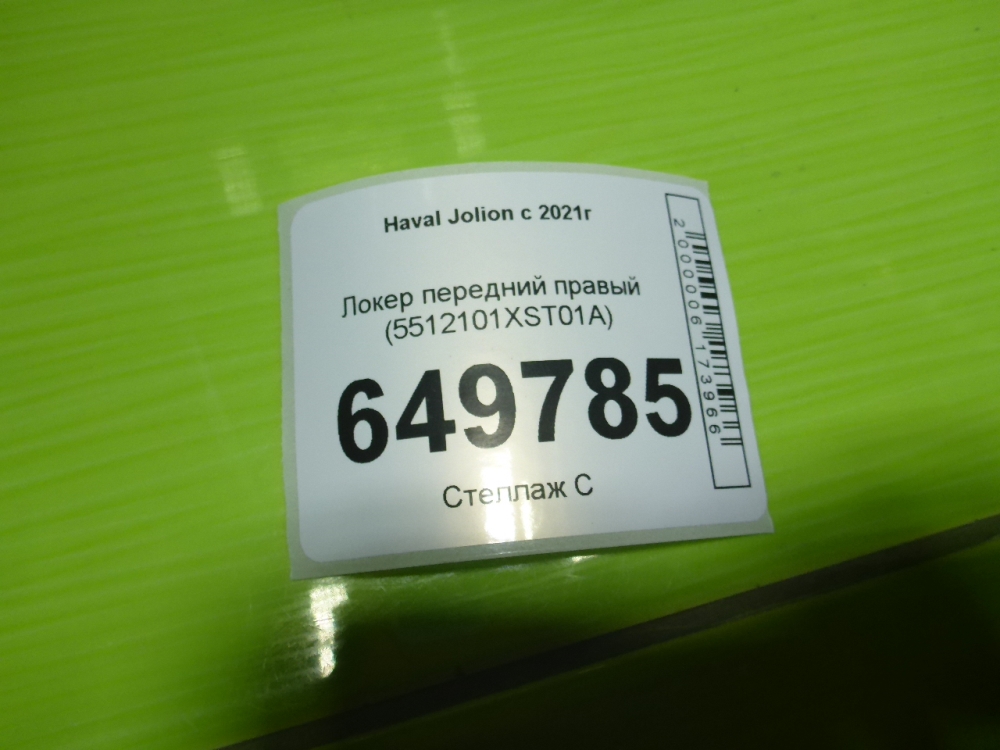 Haval Jolion с 2021г
Локер передний правый
(5512101XST01A)
649785
Стеллаж С
2000006173966